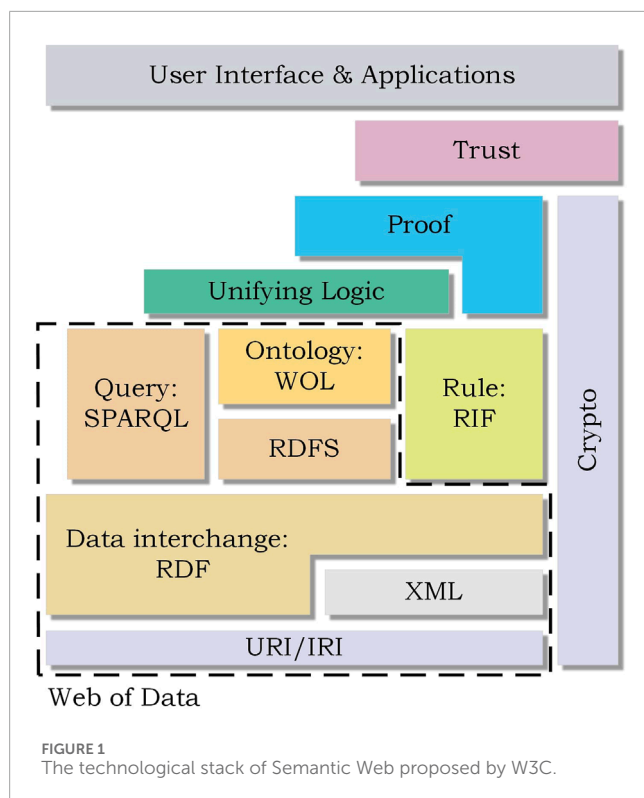 User Interface & Applications
Trust
Proof
Unifying Logic
Ontology:
WOL
Query:
SPARQL
Rule:
RIF
RDFS
Crypto
Data interchange:
RDF
XML
URI/IRI
Web of Data
FIGURE 1
The technological stack of Semantic Web proposed by W3C.